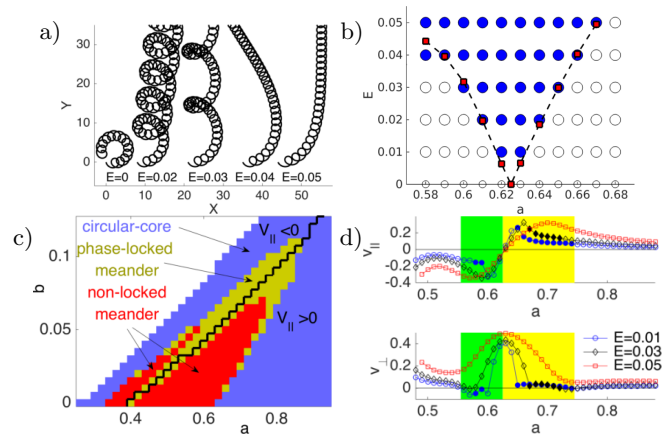 a)
Y
30
20
10
0
E=0 E=0.02 E=0.03 E=0.04 E=0.05
0 10 20 30 40 50
X
b)
E
0.05
0.04
0.03
0.02
0.01
0
0.58 0.6 0.62 0.64 0.66 0.68
a
c)
b
0.1
0.05
0
circular-core
phase-locked
meander
non-locked
meander
V|| <0
V|| >0
0.4 0.6 0.8
a
d)
V||
0.2
0
-0.2
-0.4
0.5 0.6 0.7 0.8
a
V⊥
0.4
0.2
0
E=0.01
E=0.03
E=0.05
0.5 0.6 0.7 0.8
a